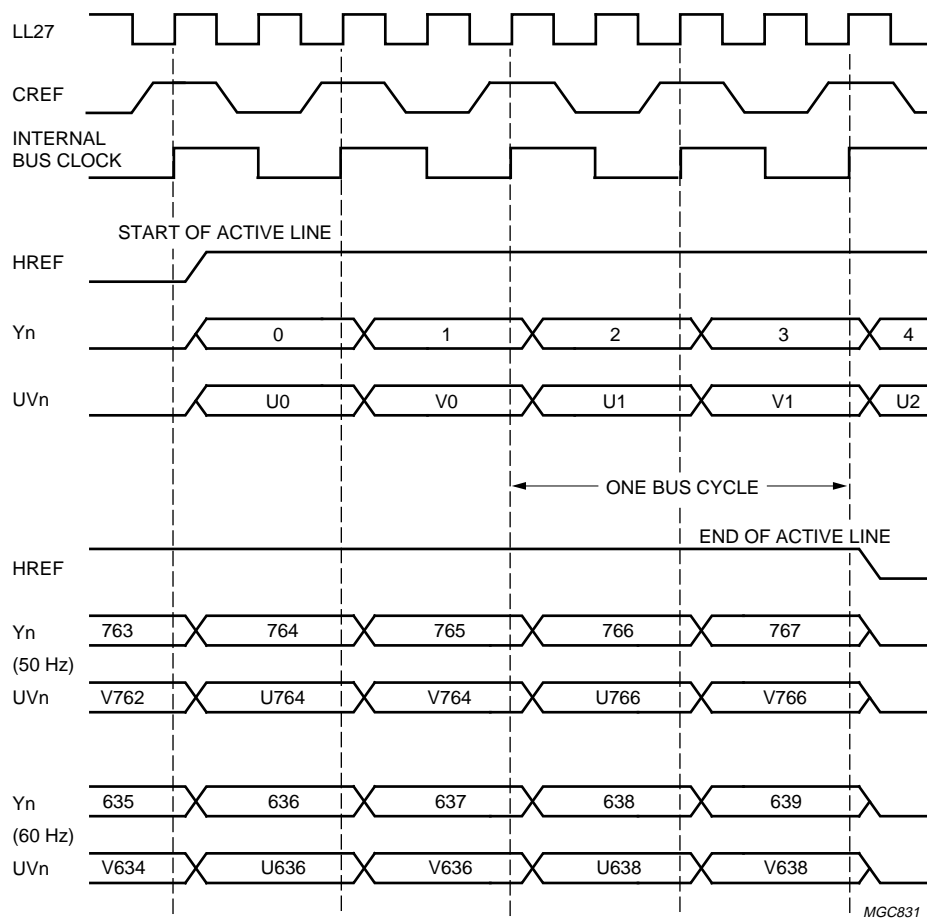 LL27
CREF
INTERNAL
BUS CLOCK
START OF ACTIVE LINE
HREF
Yn 0 1 2 3 4
UVn U0 V0 U1 V1 U2
ONE BUS CYCLE
END OF ACTIVE LINE
HREF
Yn 763 764 765 766 767
(50 Hz)
UVn V762 U764 V764 U766 V766
Yn 635 636 637 638 639
(60 Hz)
UVn V634 U636 V636 U638 V638
MGC831